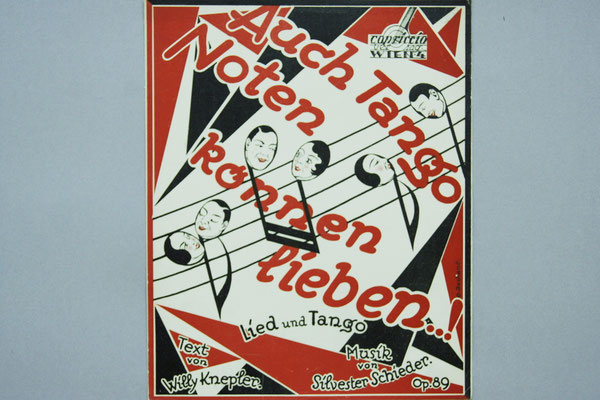 capriccio
WIEN4
Auch Tango
Noten
können
lieben...!
Lied und Tango
Text
von
Willy Knepler.
Musik
von
Silvester Schieder.
Op. 89